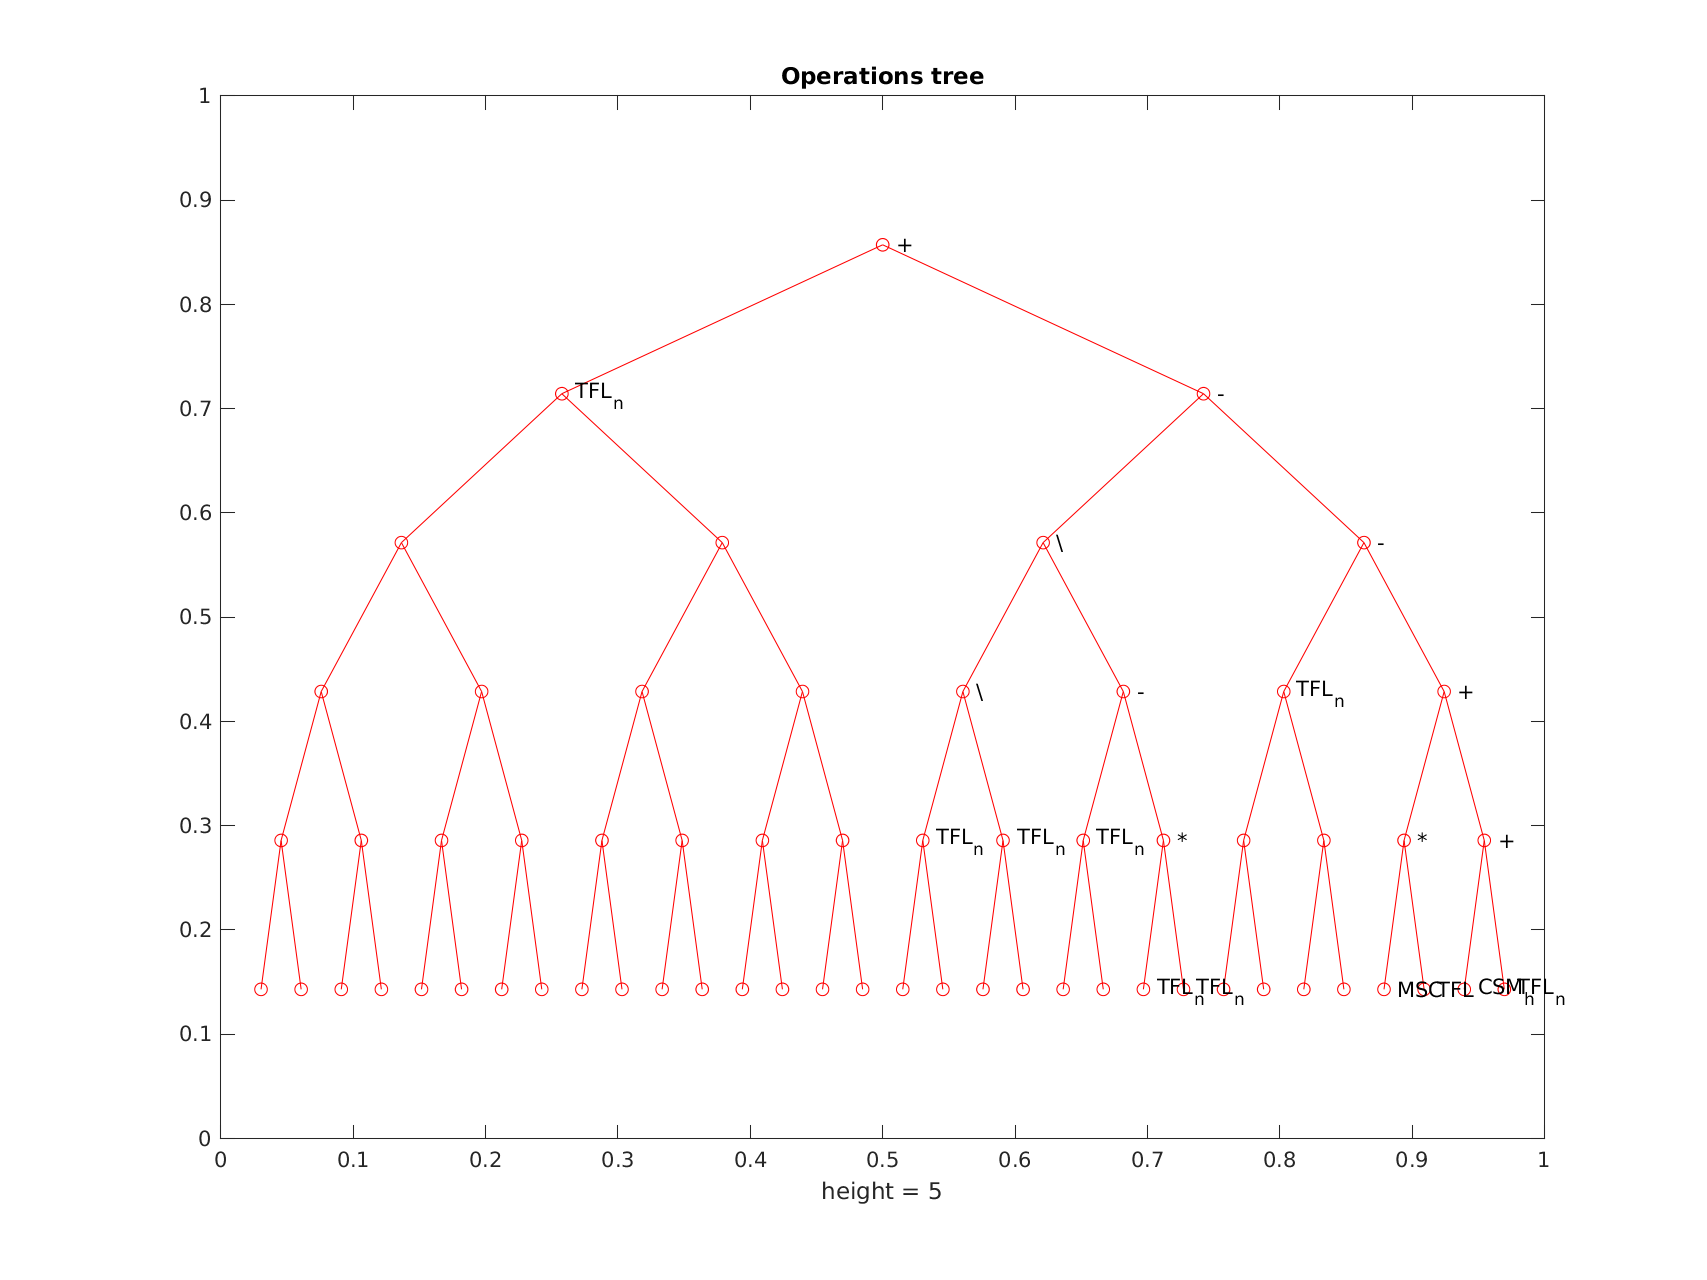 Operations tree
1
0.9
+
0.8
TFLn -
0.7
0.6
\ -
0.5
\ - TFLn +
0.4
0.3
TFLn TFLn TFLn * * +
0.2
TFLn TFLn MSC TFL CSMh TFLn
0.1
0
0 0.1 0.2 0.3 0.4 0.5 0.6 0.7 0.8 0.9 1
height = 5